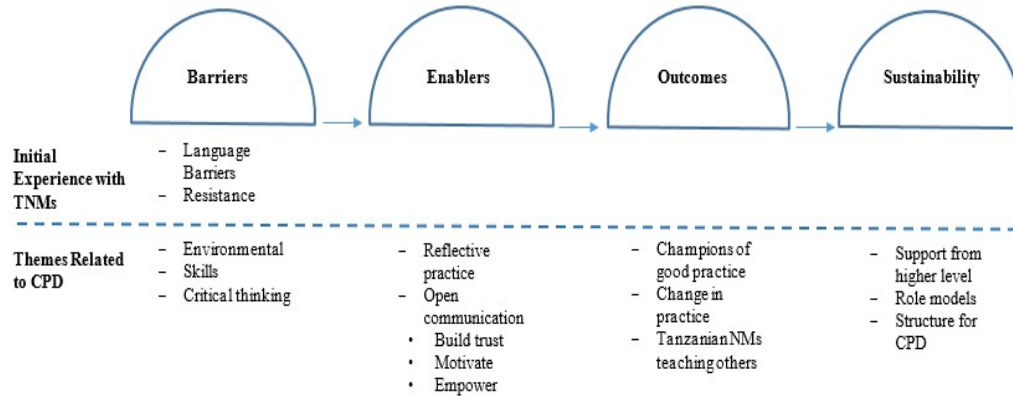 Barriers
Enablers
Outcomes
Sustainability
Initial
Experience with
TNMs
– Language
Barriers
– Resistance
Themes Related
to CPD
– Environmental
– Skills
– Critical thinking
– Reflective
practice
– Open
communication
• Build trust
• Motivate
• Empower
– Champions of
good practice
– Change in
practice
– Tanzanian NMs
teaching others
– Support from
higher level
– Role models
– Structure for
CPD